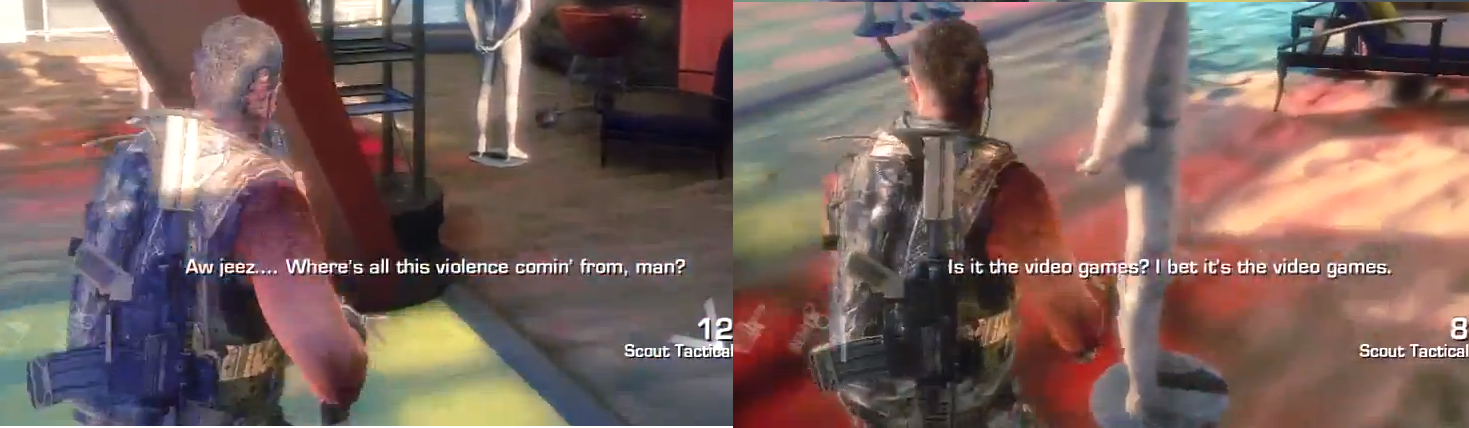 Aw jeez.... Where's all this violence comin' from, man?
12
Scout Tactical
Is it the video games? I bet it's the video games.
8
Scout Tactical